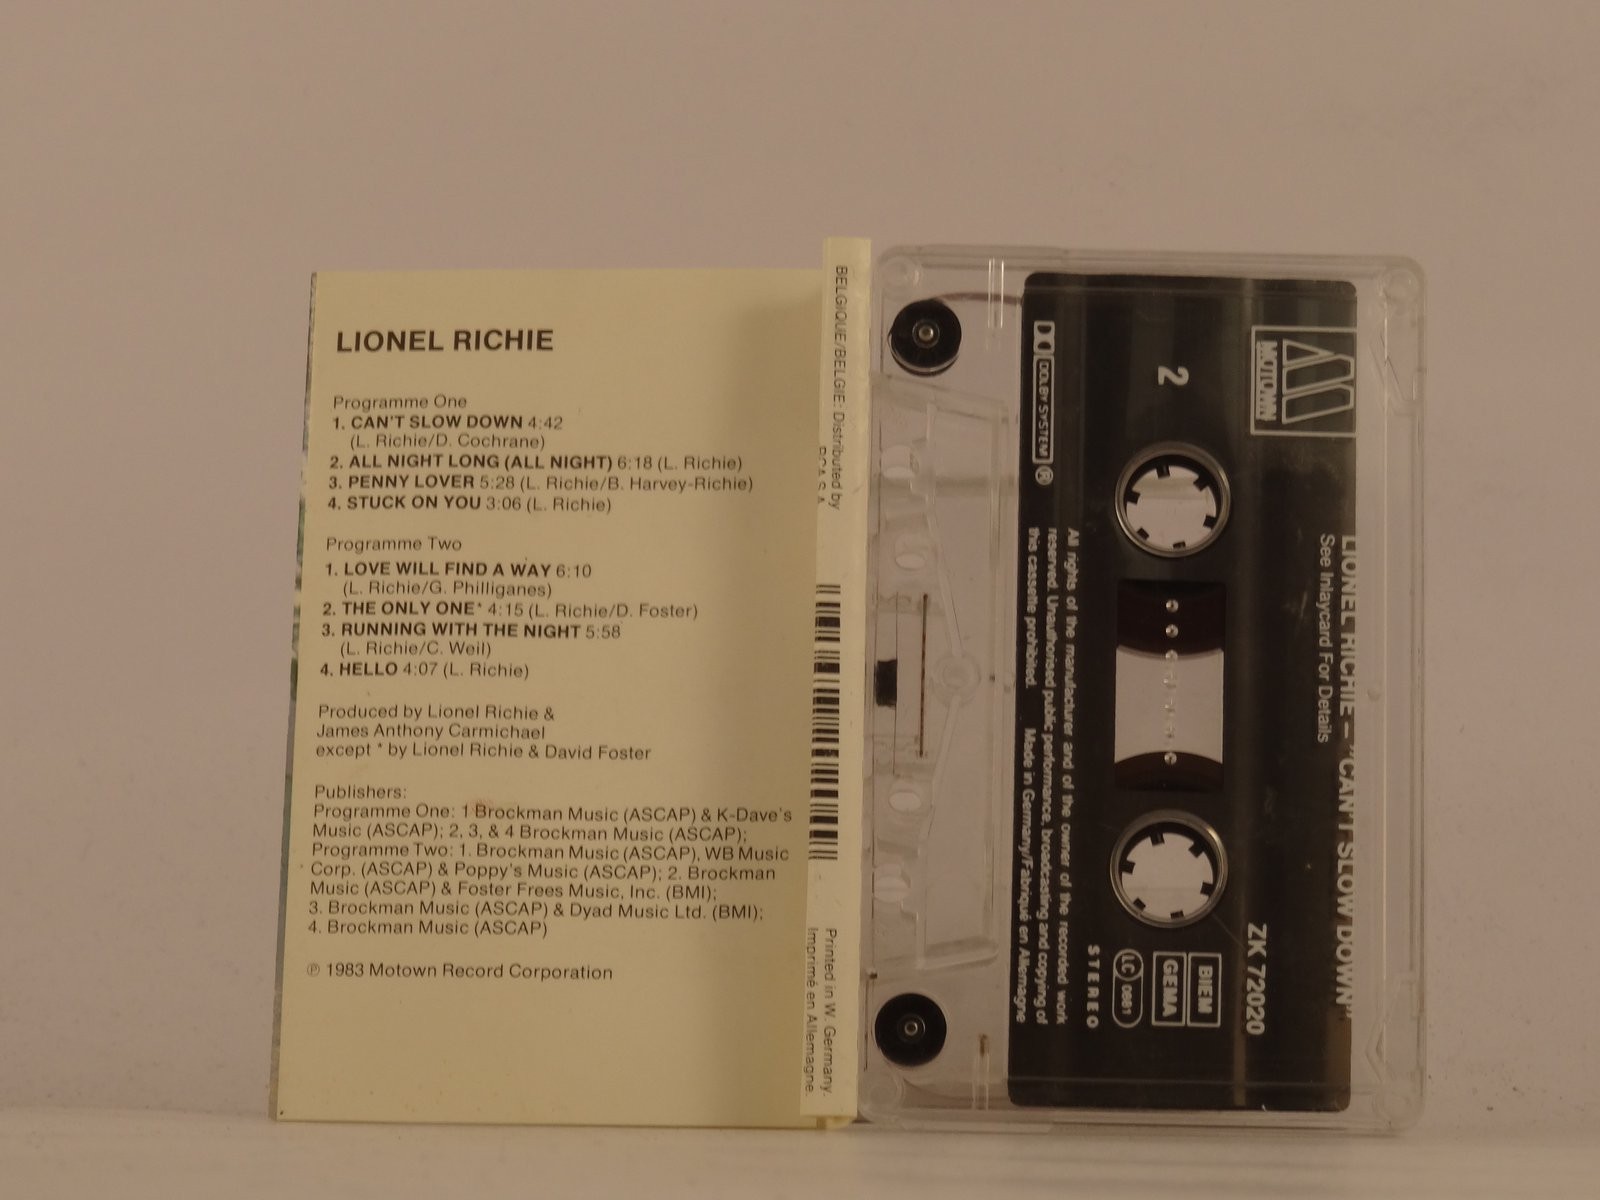 LIONEL RICHIE
Programme One
1. CAN'T SLOW DOWN 4:42
(L. Richie/D. Cochrane)
2. ALL NIGHT LONG (ALL NIGHT) 6:18 (L. Richie)
3. PENNY LOVER 5:28 (L. Richie/B. Harvey-Richie)
4. STUCK ON YOU 3:06 (L. Richie)
Programme Two
1. LOVE WILL FIND A WAY 6:10
(L. Richie/G. Philliganes)
2. THE ONLY ONE* 4:15 (L. Richie/D. Foster)
3. RUNNING WITH THE NIGHT 5:58
(L. Richie/C. Weil)
4. HELLO 4:07 (L. Richie)
Produced by Lionel Richie &
James Anthony Carmichael
except * by Lionel Richie & David Foster
Publishers:
Programme One: 1 Brockman Music (ASCAP) & K-Dave's
Music (ASCAP); 2, 3, & 4 Brockman Music (ASCAP);
Programme Two: 1. Brockman Music (ASCAP), WB Music
Corp. (ASCAP) & Poppy's Music (ASCAP); 2. Brockman
Music (ASCAP) & Foster Frees Music, Inc. (BMI);
3. Brockman Music (ASCAP) & Dyad Music Ltd. (BMI);
4. Brockman Music (ASCAP)
℗ 1983 Motown Record Corporation
BELGIQUE/BELGIE: Distributed by
Printed in W. Germany.
Imprimé en Allemagne.
MOTOWN
LIONEL RICHIE – "CAN'T SLOW DOWN"
See Inlaycard For Details
ZK 72020
2
BIEM
GEMA
LC 0881
STEREO
DOLBY SYSTEM ®
All rights of the manufacturer and of the owner of the recorded work
reserved. Unauthorised public performance, broadcasting and copying of
this cassette prohibited. Made in Germany/Fabriqué en Allemagne